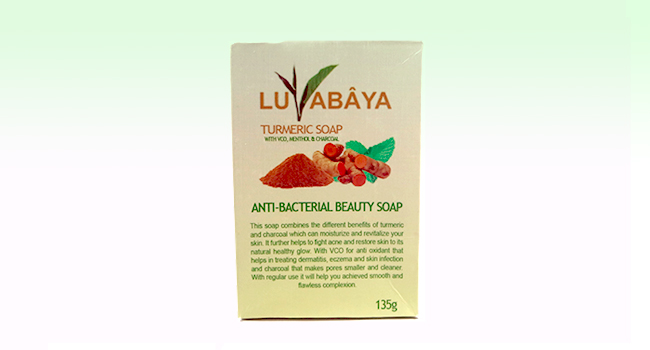 LUYABÂYA
TURMERIC SOAP
WITH VCO, MENTHOL & CHARCOAL
ANTI-BACTERIAL BEAUTY SOAP
This soap combines the different benefits of turmeric
and charcoal which can moisturize and revitalize your
skin. It further helps to fight acne and restore skin to its
natural healthy glow. With VCO for anti oxidant that
helps in treating dermatitis, eczema and skin infection
and charcoal that makes pores smaller and cleaner.
With regular use it will help you achieved smooth and
flawless complexion.
135g